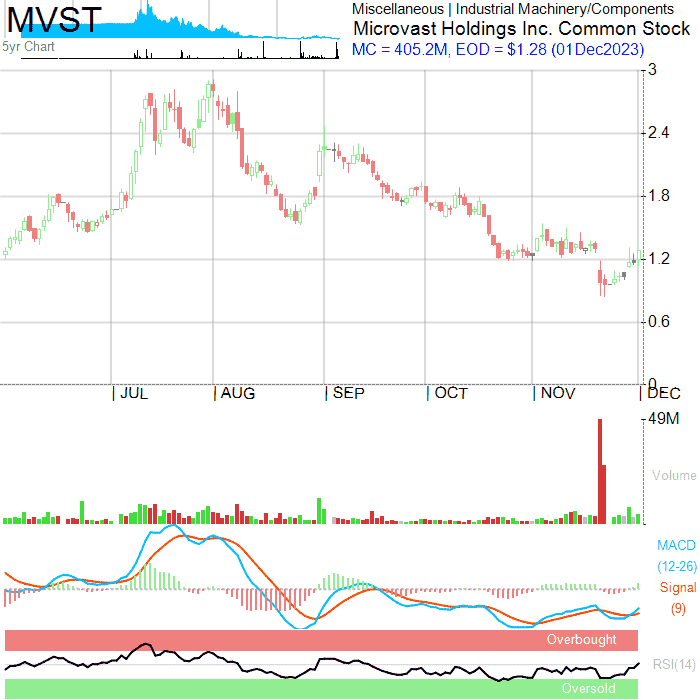 MVST
5yr Chart
Miscellaneous | Industrial Machinery/Components
Microvast Holdings Inc. Common Stock
MC = 405.2M, EOD = $1.28 (01Dec2023)
3
2.4
1.8
1.2
0.6
0
JUL AUG SEP OCT NOV DEC
49M
Volume
MACD
(12-26)
Signal
(9)
Overbought
RSI(14)
Oversold